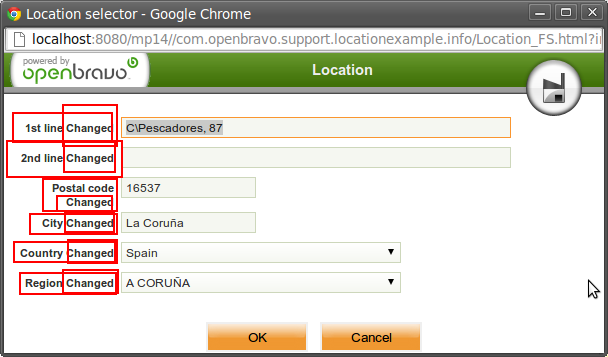 Location selector - Google Chrome
localhost:8080/mp14//com.openbravo.support.locationexample.info/Location_FS.html?in
powered by
openbravo
Location
1st line Changed
C\Pescadores, 87
2nd line Changed
Postal code
Changed
16537
City Changed
La Coruña
Country Changed
Spain
Region Changed
A CORUÑA
OK
Cancel